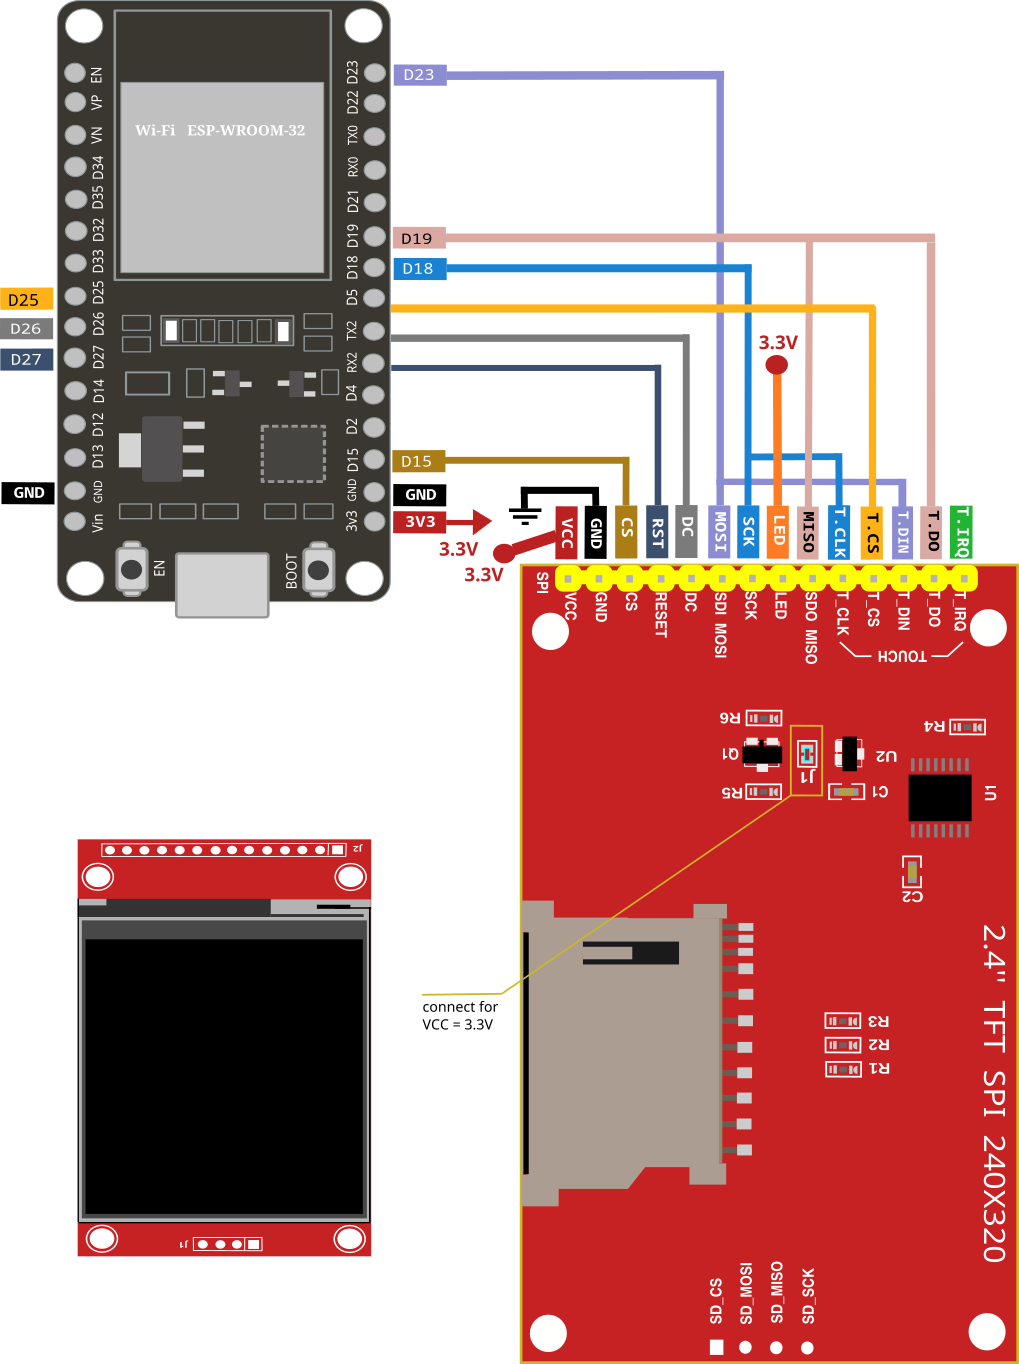 Wi-Fi ESP-WROOM-32
EN
VP
VN
D34
D35
D32
D33
D25
D26
D27
D14
D12
D13
GND
Vin
D23
D22
TX0
RX0
D21
D19
D18
D5
TX2
RX2
D4
D2
D15
GND
3V3
EN
BOOT
D25
D26
D27
GND
D23
D19
D18
D15
GND
3V3
3.3V
3.3V
3.3V
VCC
GND
CS
RST
DC
MOSI
SCK
LED
MISO
T.CLK
T.CS
T.DIN
T.DO
T.IRQ
SPI
VCC
GND
CS
RESET
DC
SDI MOSI
SCK
LED
SDO MISO
T_CLK
T_CS
T_DIN
T_DO
T_IRQ
TOUCH
R6
R4
Q1
J1
U2
R5
C1
U1
C2
J2
connect for
VCC = 3.3V
R3
R2
R1
2.4" TFT SPI 240X320
J1
SD_CS
SD_MOSI
SD_MISO
SD_SCK